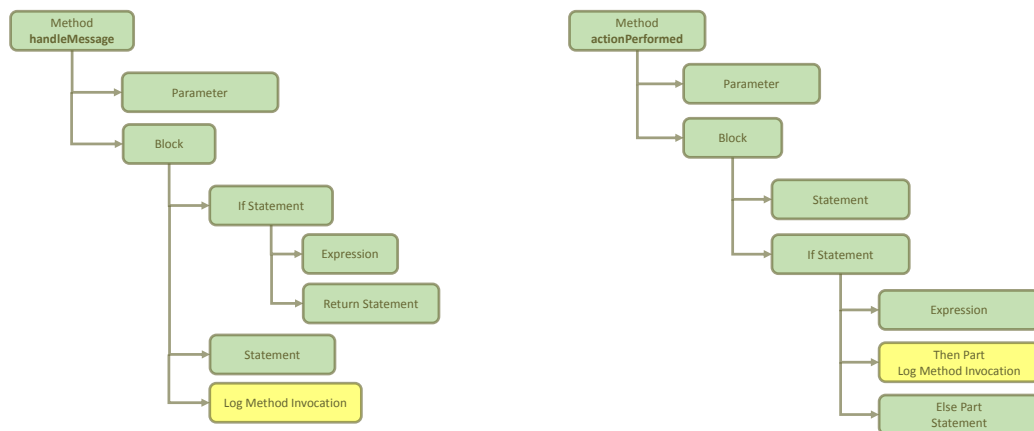 Method
handleMessage
Parameter
Block
If Statement
Expression
Return Statement
Statement
Log Method Invocation
Method
actionPerformed
Parameter
Block
Statement
If Statement
Expression
Then Part
Log Method Invocation
Else Part
Statement